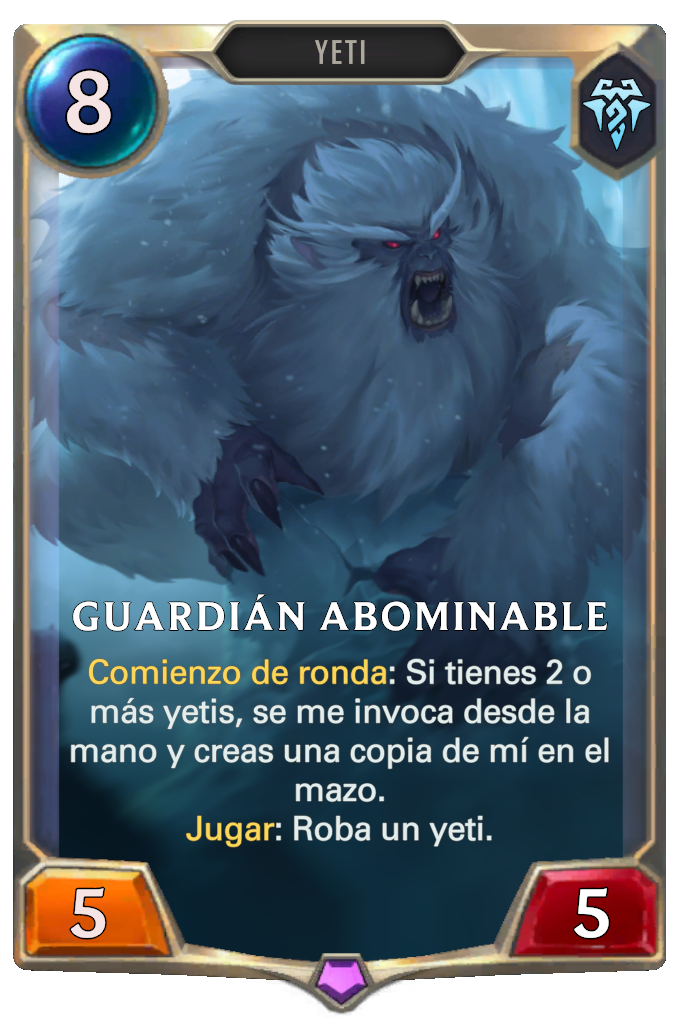 YETI
8
GUARDIÁN ABOMINABLE
Comienzo de ronda: Si tienes 2 o
más yetis, se me invoca desde la
mano y creas una copia de mí en el
mazo.
Jugar: Roba un yeti.
5
5